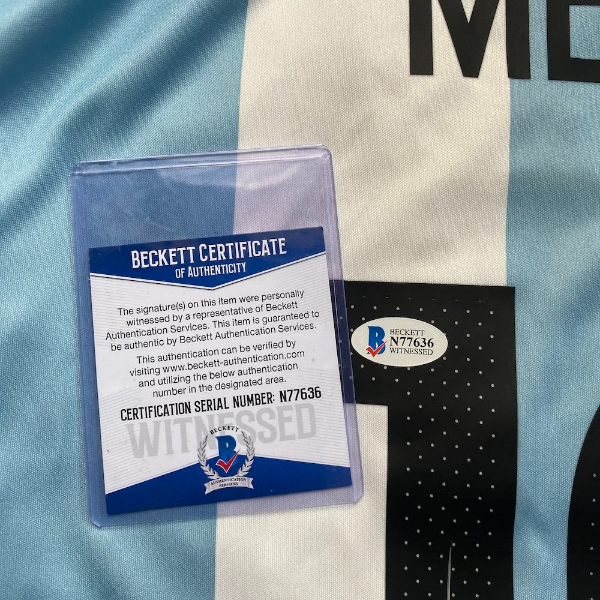 ME
BECKETT CERTIFICATE
OF AUTHENTICITY
The signature(s) on this item were personally
witnessed by a representative of Beckett
Authentication Services. This item is guaranteed to
be authentic by Beckett Authentication Services.
This authentication can be verified by
visiting www.beckett-authentication.com
and utilizing the below authentication
number in the designated area.
CERTIFICATION SERIAL NUMBER: N77636
WITNESSED
BECKETT
B
AUTHENTICATION
SERVICES
B
BECKETT
N77636
WITNESSED
1